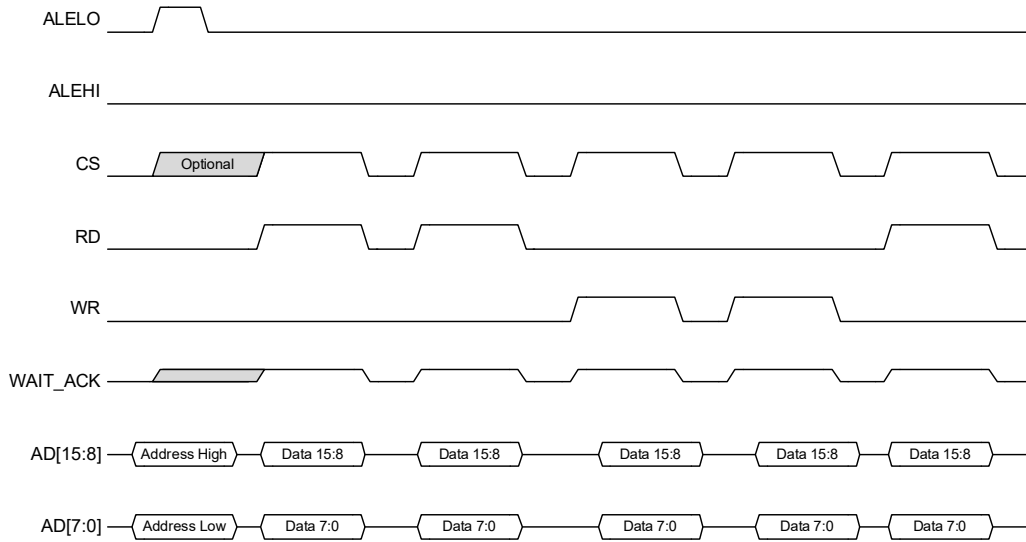 ALELO
ALEHI
CS
Optional
RD
WR
WAIT_ACK
AD[15:8]
Address High
Data 15:8
Data 15:8
Data 15:8
Data 15:8
Data 15:8
AD[7:0]
Address Low
Data 7:0
Data 7:0
Data 7:0
Data 7:0
Data 7:0